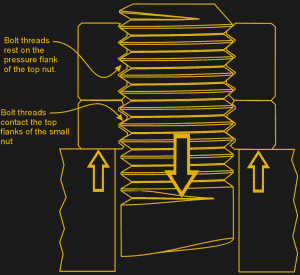 Bolt threads
rest on the
pressure flank
of the top nut.
Bolt threads
contact the top
flanks of the small
nut